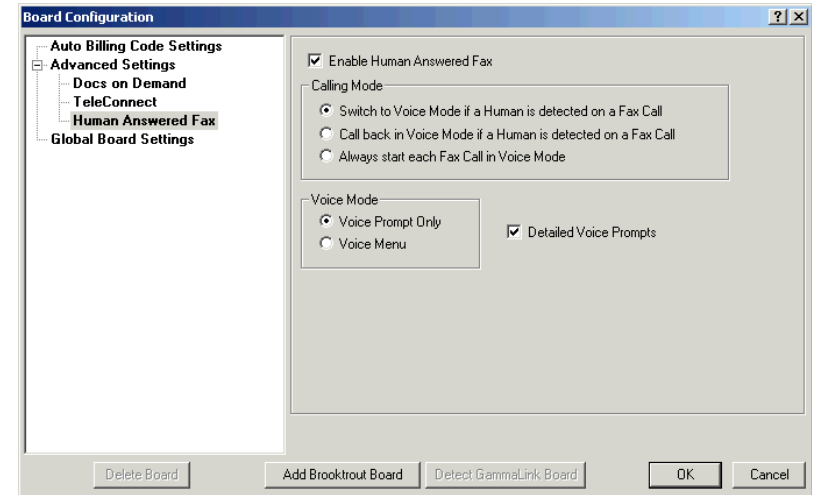 Board Configuration
Auto Billing Code Settings
Advanced Settings
Docs on Demand
TeleConnect
Human Answered Fax
Global Board Settings
Enable Human Answered Fax
Calling Mode
Switch to Voice Mode if a Human is detected on a Fax Call
Call back in Voice Mode if a Human is detected on a Fax Call
Always start each Fax Call in Voice Mode
Voice Mode
Voice Prompt Only
Voice Menu
Detailed Voice Prompts
Delete Board
Add Brooktrout Board
Detect GammaLink Board
OK
Cancel